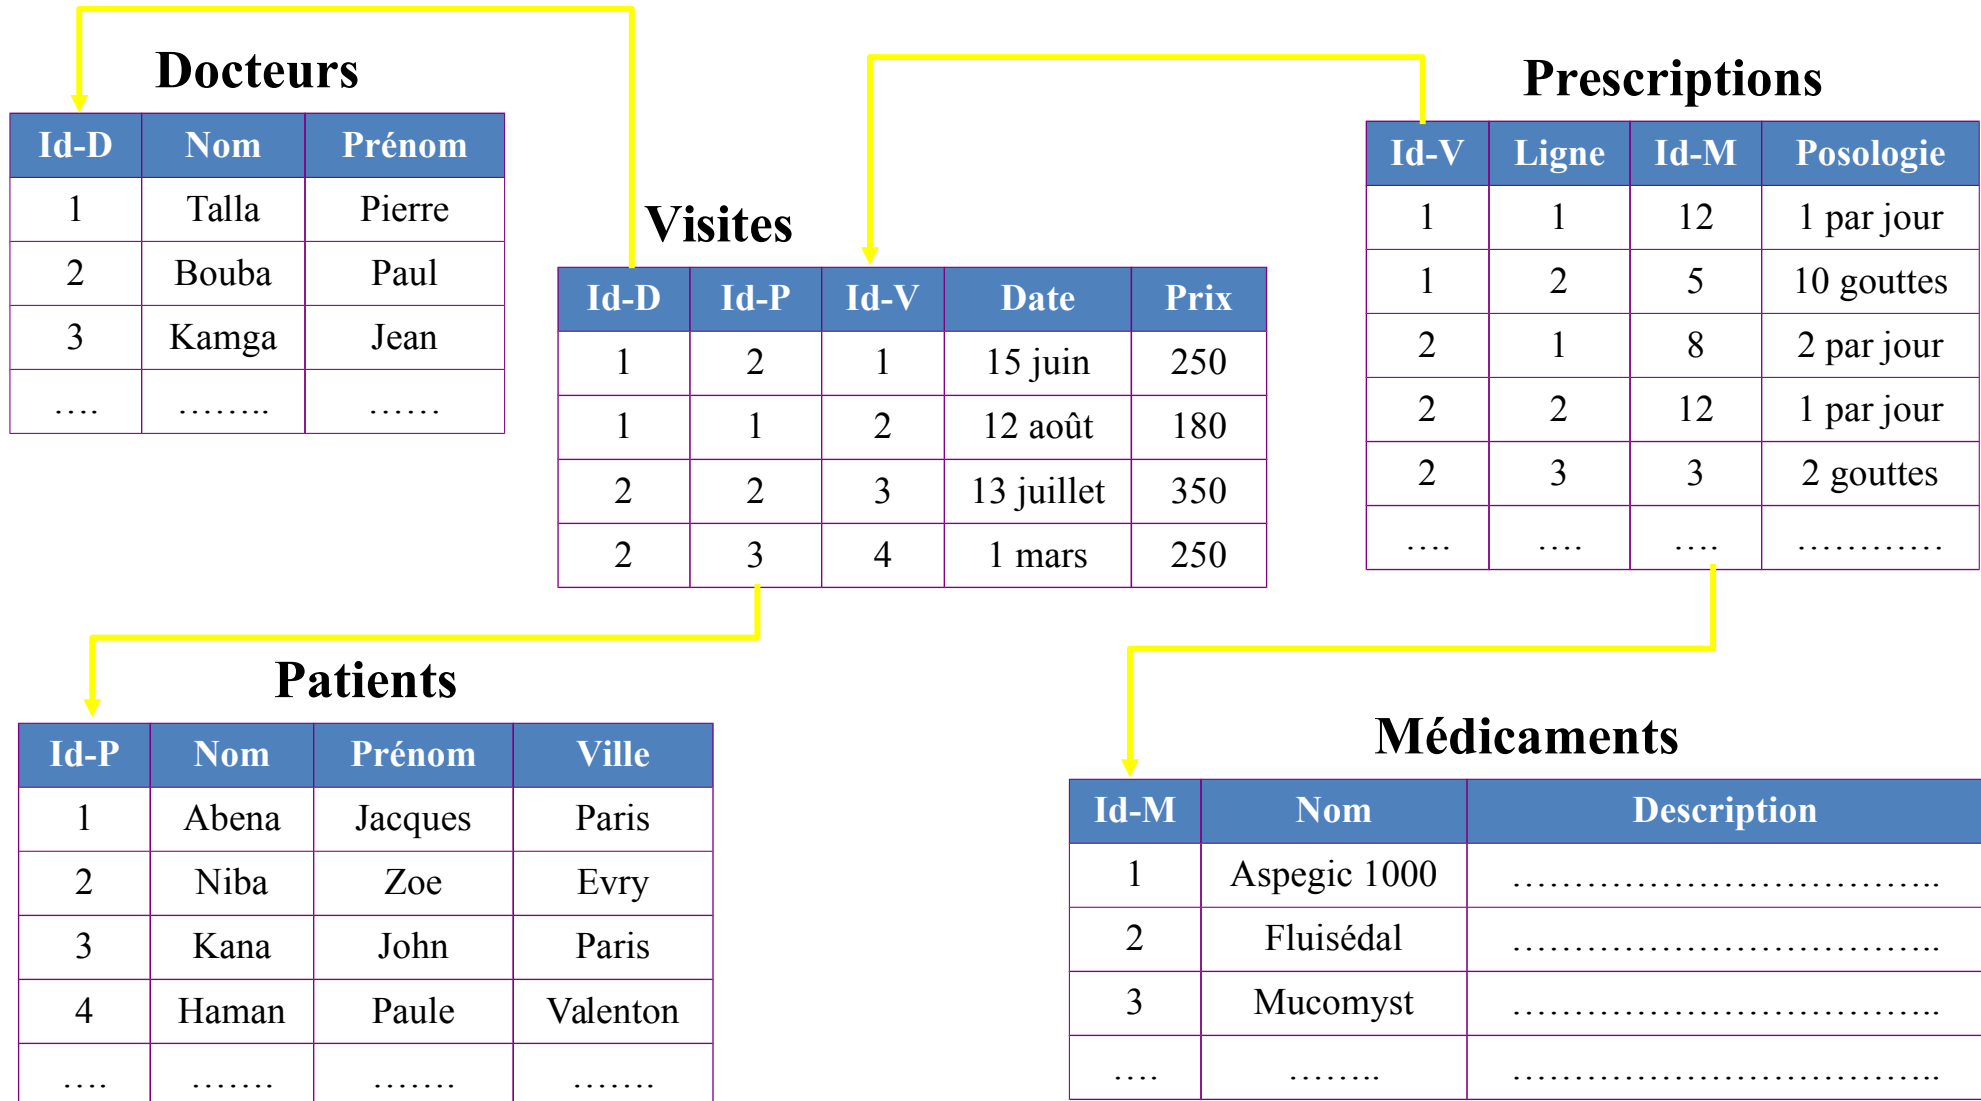 Docteurs
Id-D Nom Prénom
1 Talla Pierre
2 Bouba Paul
3 Kamga Jean
…. …….. ……
Visites
Id-D Id-P Id-V Date Prix
1 2 1 15 juin 250
1 1 2 12 août 180
2 2 3 13 juillet 350
2 3 4 1 mars 250
Prescriptions
Id-V Ligne Id-M Posologie
1 1 12 1 par jour
1 2 5 10 gouttes
2 1 8 2 par jour
2 2 12 1 par jour
2 3 3 2 gouttes
…. …. …. …………
Patients
Id-P Nom Prénom Ville
1 Abena Jacques Paris
2 Niba Zoe Evry
3 Kana John Paris
4 Haman Paule Valenton
…. ……. ……. …….
Médicaments
Id-M Nom Description
1 Aspegic 1000 ……………………………..
2 Fluisédal ……………………………..
3 Mucomyst ……………………………..
…. …….. ……………………………..